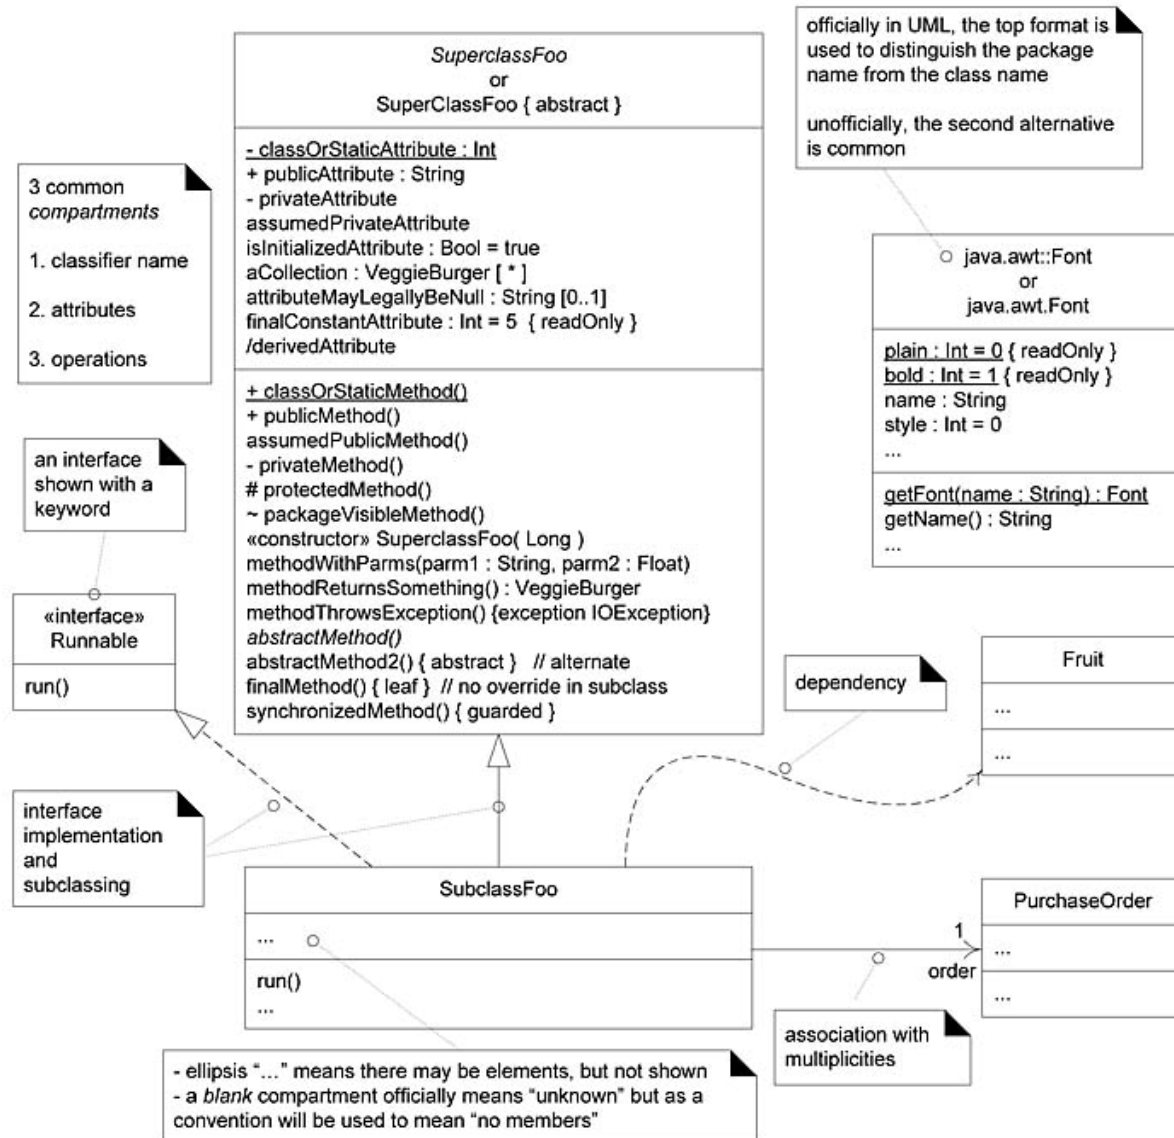 officially in UML, the top format is
used to distinguish the package
name from the class name
unofficially, the second alternative
is common
SuperclassFoo
or
SuperClassFoo { abstract }
- classOrStaticAttribute : Int
+ publicAttribute : String
- privateAttribute
assumedPrivateAttribute
isInitializedAttribute : Bool = true
aCollection : VeggieBurger [ * ]
attributeMayLegallyBeNull : String [0..1]
finalConstantAttribute : Int = 5 { readOnly }
/derivedAttribute
+ classOrStaticMethod()
+ publicMethod()
assumedPublicMethod()
- privateMethod()
# protectedMethod()
~ packageVisibleMethod()
«constructor» SuperclassFoo( Long )
methodWithParms(parm1 : String, parm2 : Float)
methodReturnsSomething() : VeggieBurger
methodThrowsException() {exception IOException}
abstractMethod()
abstractMethod2() { abstract } // alternate
finalMethod() { leaf } // no override in subclass
synchronizedMethod() { guarded }
3 common
compartments
1. classifier name
2. attributes
3. operations
java.awt::Font
or
java.awt.Font
plain : Int = 0 { readOnly }
bold : Int = 1 { readOnly }
name : String
style : Int = 0
...
getFont(name : String) : Font
getName() : String
...
an interface
shown with a
keyword
«interface»
Runnable
run()
dependency
Fruit
...
...
interface
implementation
and
subclassing
SubclassFoo
...
run()
...
1
order
PurchaseOrder
...
...
association with
multiplicities
- ellipsis “...” means there may be elements, but not shown
- a blank compartment officially means “unknown” but as a
convention will be used to mean “no members”